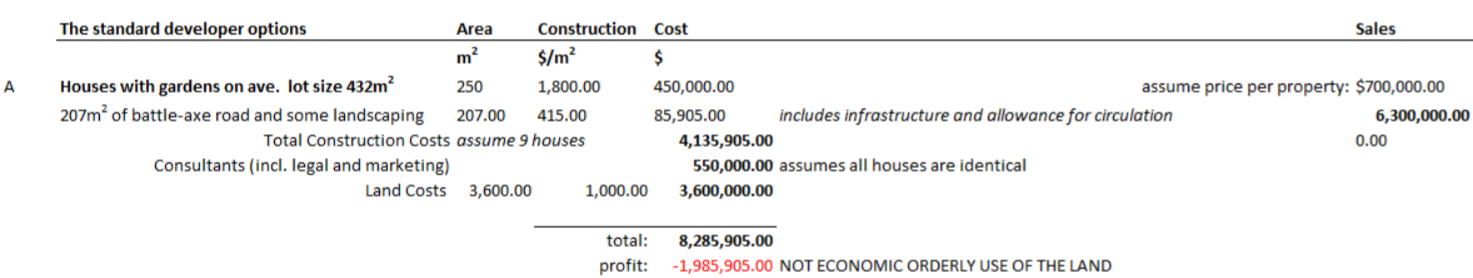 The standard developer options Area Construction Cost Sales
m² $/m² $
A Houses with gardens on ave. lot size 432m² 250 1,800.00 450,000.00 assume price per property: $700,000.00
207m² of battle-axe road and some landscaping 207.00 415.00 85,905.00 includes infrastructure and allowance for circulation 6,300,000.00
Total Construction Costs assume 9 houses 4,135,905.00 0.00
Consultants (incl. legal and marketing) 550,000.00 assumes all houses are identical
Land Costs 3,600.00 1,000.00 3,600,000.00
total: 8,285,905.00
profit: -1,985,905.00 NOT ECONOMIC ORDERLY USE OF THE LAND